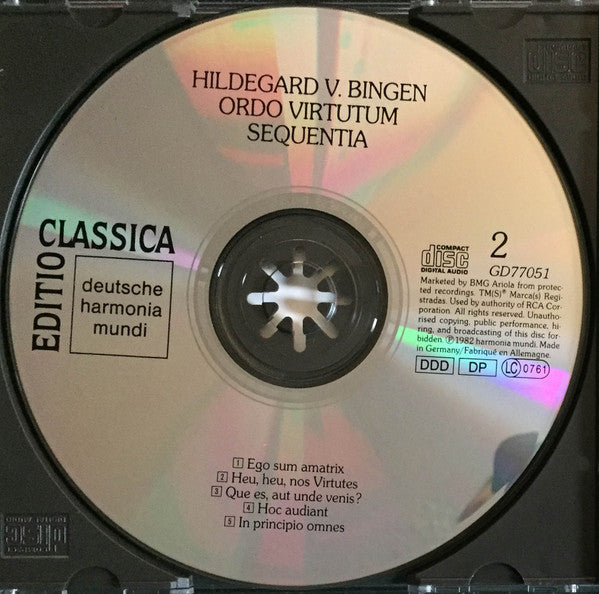 HILDEGARD V. BINGEN
ORDO VIRTUTUM
SEQUENTIA
EDITIO
CLASSICA
deutsche
harmonia
mundi
COMPACT
disc
DIGITAL AUDIO
2
GD77051
Marketed by BMG Ariola from protec-
ted recordings. TM(S)® Marca(s) Regi-
stradas. Used by authority of RCA Cor-
poration. All rights reserved. Unautho-
rised copying, public performance, hi-
ring, and broadcasting of this disc for-
bidden. ℗ 1982 harmonia mundi. Made
in Germany/Fabriqué en Allemagne.
DDD DP LC 0761
1 Ego sum amatrix
2 Heu, heu, nos Virtutes
3 Que es, aut unde venis?
4 Hoc audiant
5 In principio omnes